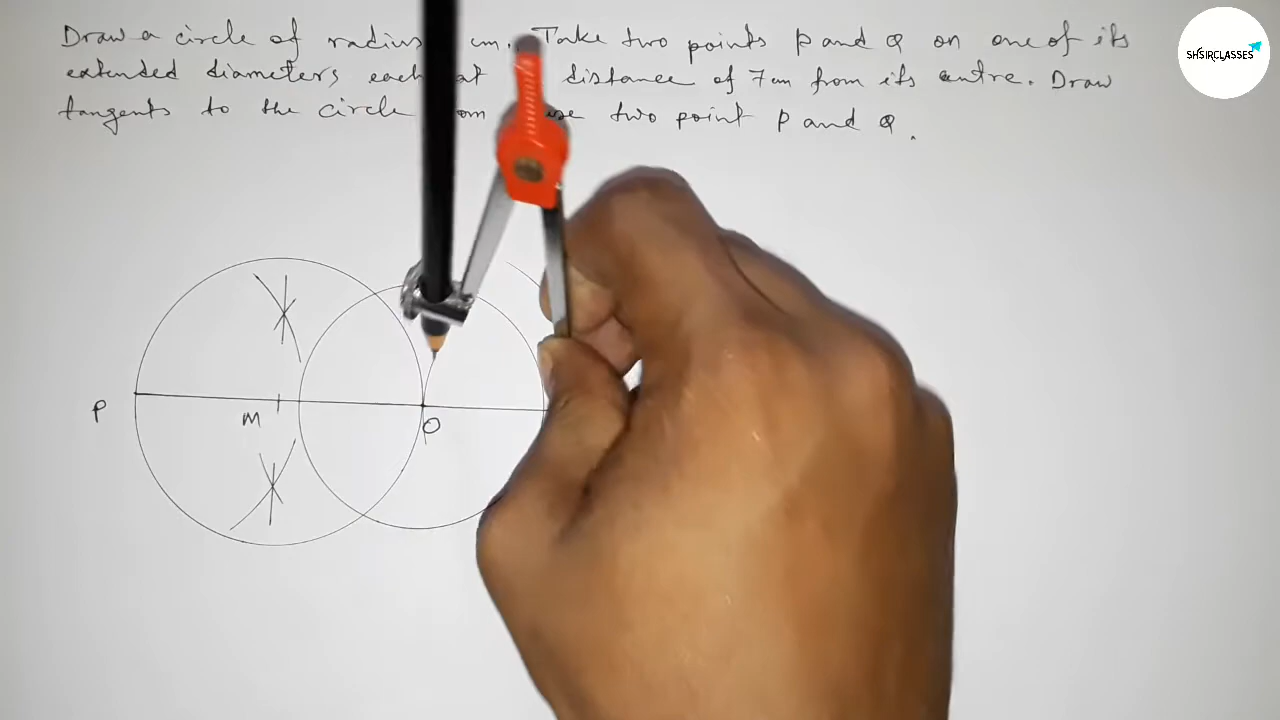 Draw a circle of radius cm. Take two points P and Q on one of its
extended diameters each at distance of 7cm from its centre. Draw
tangents to the circle two point P and Q.
SHSIRCLASSES
P
M
O